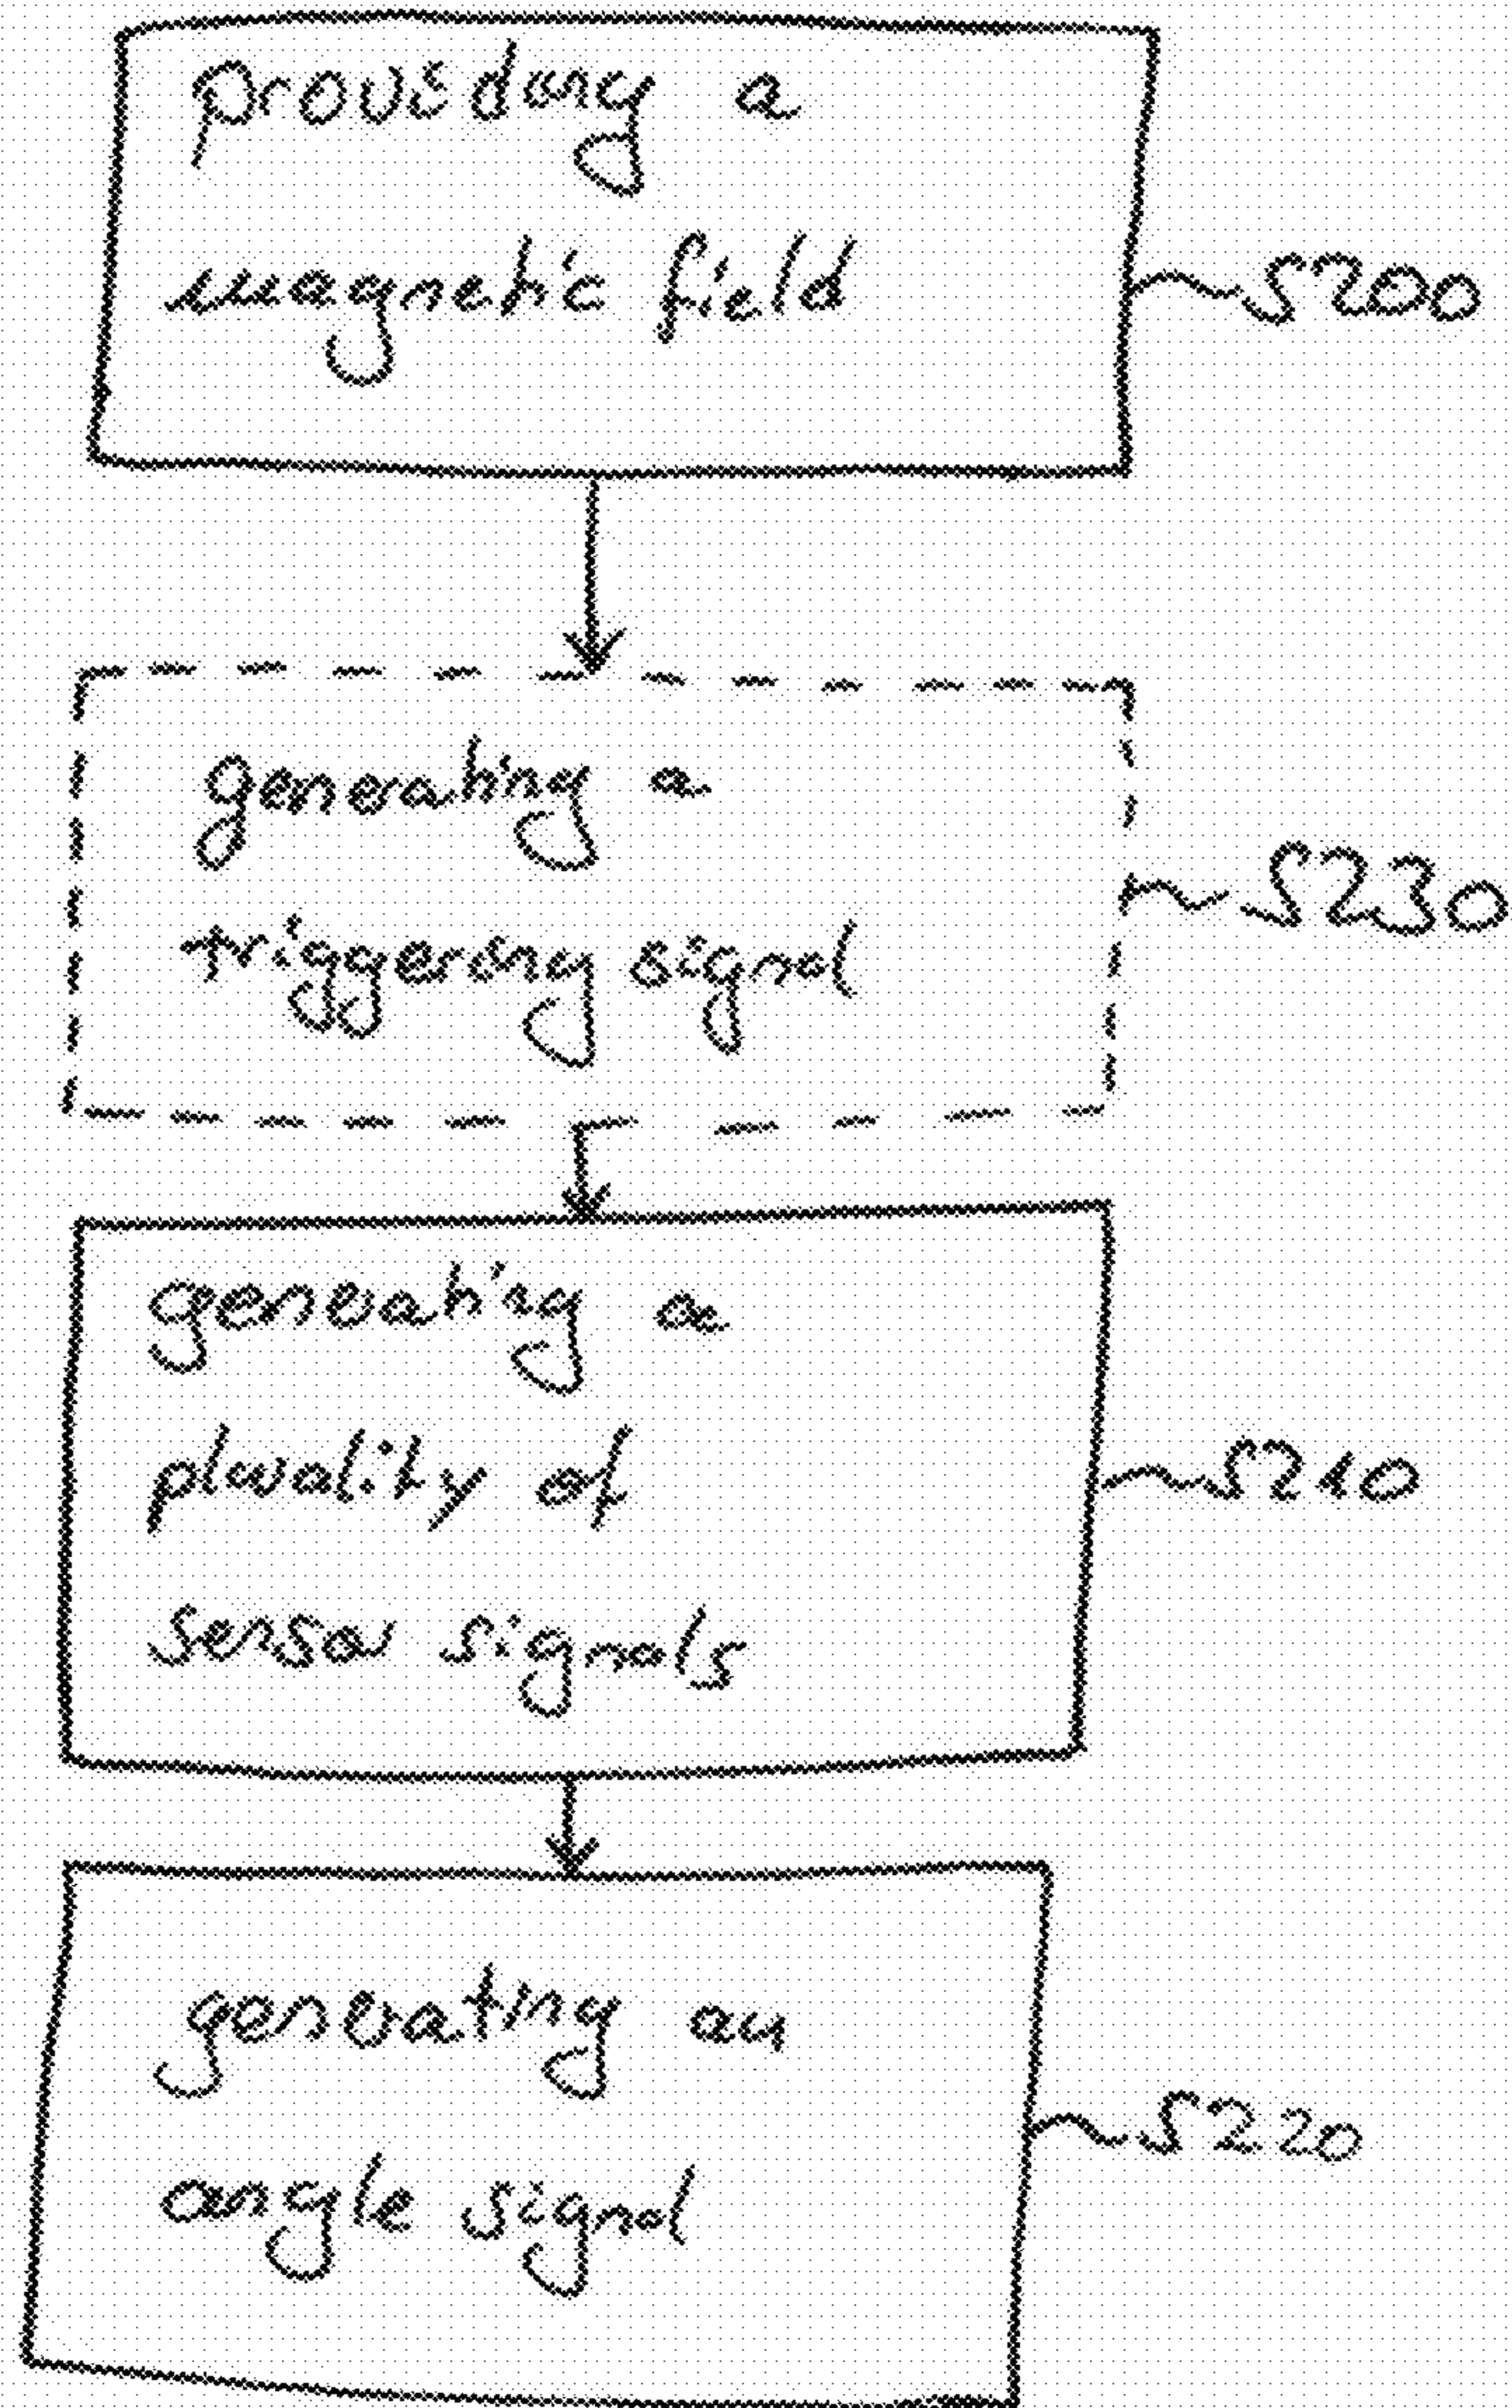 providing a
magnetic field
S200
generating a
triggering signal
S230
generating a
plurality of
sensor signals
S210
generating an
angle signal
S220